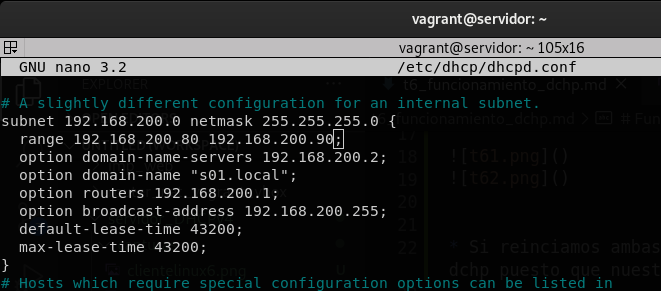 vagrant@servidor: ~
vagrant@servidor: ~ 105x16
GNU nano 3.2 /etc/dhcp/dhcpd.conf
# A slightly different configuration for an internal subnet.
subnet 192.168.200.0 netmask 255.255.255.0 {
range 192.168.200.80 192.168.200.90;
option domain-name-servers 192.168.200.2;
option domain-name "s01.local";
option routers 192.168.200.1;
option broadcast-address 192.168.200.255;
default-lease-time 43200;
max-lease-time 43200;
}
# Hosts which require special configuration options can be listed in
EXPLORER
t6_funcionamiento_dchp.md
funcionamiento_dchp.md > # Fun
18 ![t61.png]()
19 ![t62.png]()
22 * Si reinciamos ambas
dchp puesto que nuest
clientelinux6.png U